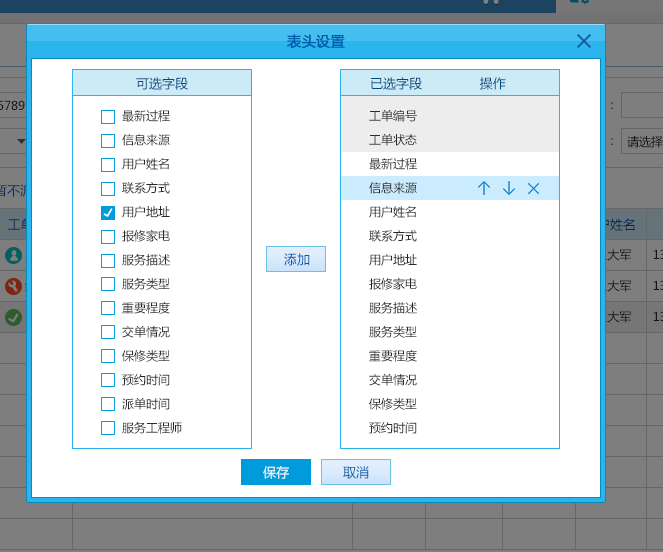 表头设置
可选字段
最新过程
信息来源
用户姓名
联系方式
用户地址
报修家电
服务描述
服务类型
重要程度
交单情况
保修类型
预约时间
派单时间
服务工程师
添加
已选字段 操作
工单编号
工单状态
最新过程
信息来源
用户姓名
联系方式
用户地址
报修家电
服务描述
服务类型
重要程度
交单情况
保修类型
预约时间
保存 取消
5789
:
: 请选择
暂不派
工单
户姓名
大军 13
大军 13
大军 13